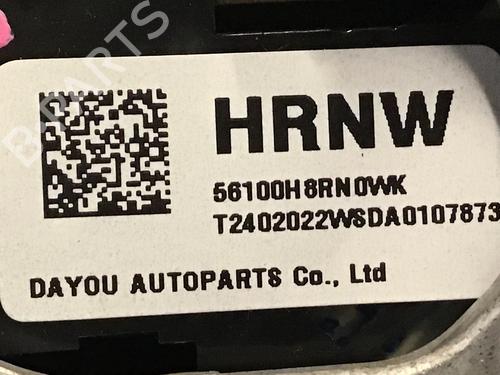 HRNW
56100H8RN0WK
T2402022WSDA0107873
DAYOU AUTOPARTS Co., Ltd
B-PARTS